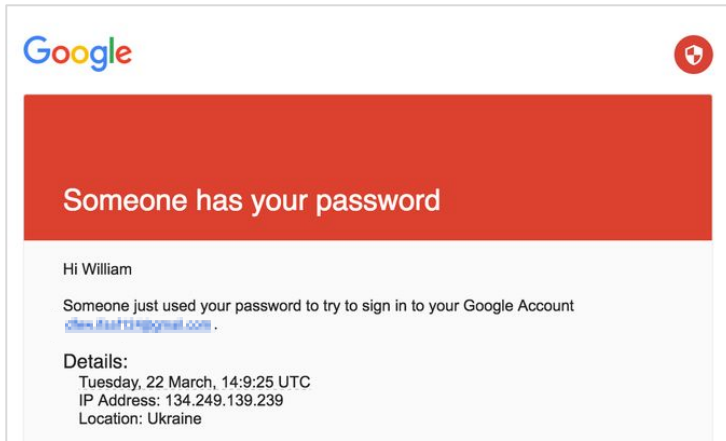 Google
Someone has your password
Hi William
Someone just used your password to try to sign in to your Google Account
.
Details:
Tuesday, 22 March, 14:9:25 UTC
IP Address: 134.249.139.239
Location: Ukraine